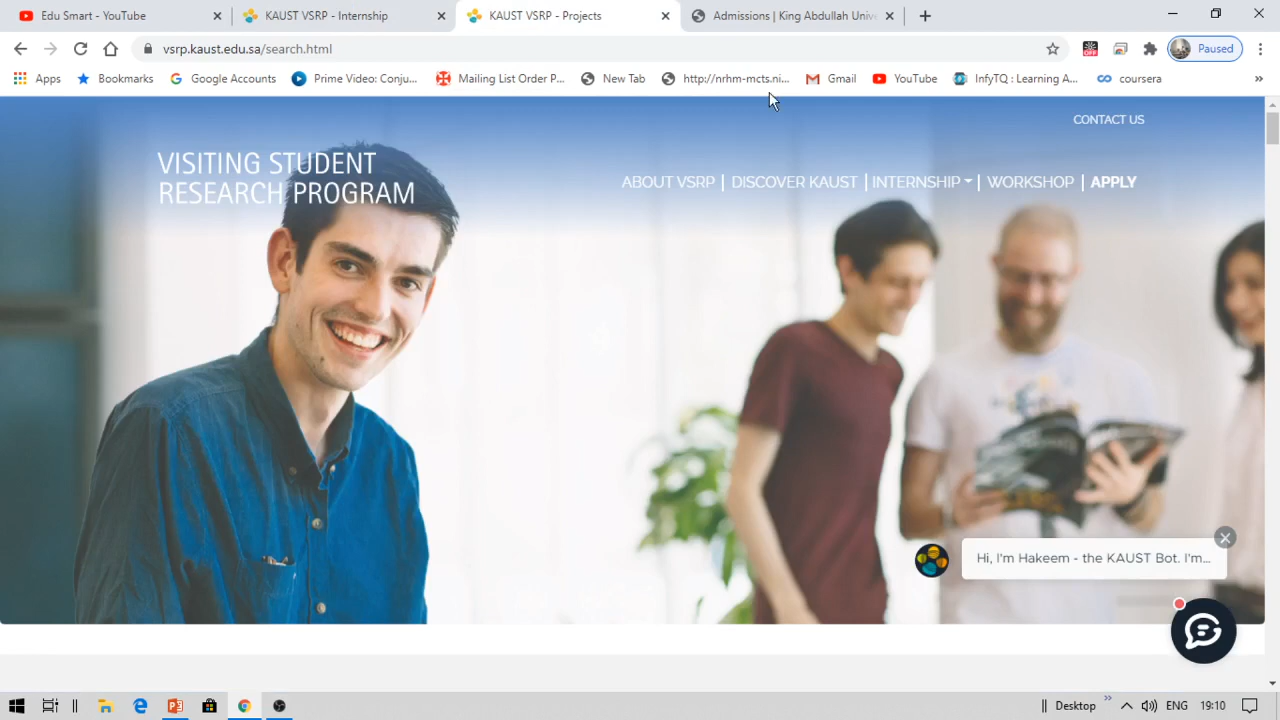 Edu Smart - YouTube
KAUST VSRP - Internship
KAUST VSRP - Projects
Admissions | King Abdullah Univ
vsrp.kaust.edu.sa/search.html
Paused
Apps
Bookmarks
Google Accounts
Prime Video: Conju...
Mailing List Order P...
New Tab
http://mm-mcts.ni...
Gmail
YouTube
InfyTQ : Learning A...
coursera
»
CONTACT US
VISITING STUDENT
RESEARCH PROGRAM
ABOUT VSRP | DISCOVER KAUST | INTERNSHIP | WORKSHOP | APPLY
Hi, I'm Hakeem - the KAUST Bot. I'm...
Desktop
»
ENG
19:10